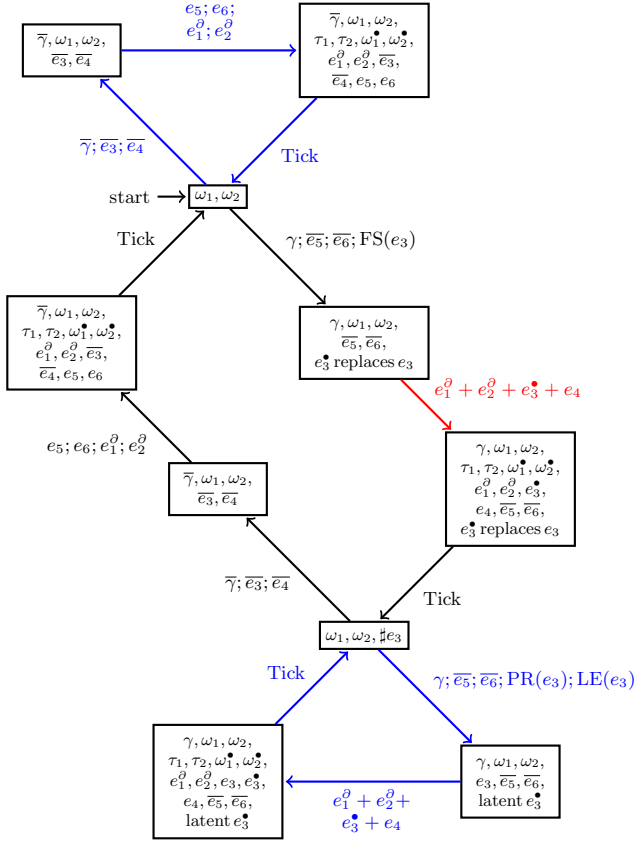 e₅; e₆;
e₁^∂; e₂^∂
γ̅, ω₁, ω₂,
e̅₃, e̅₄
γ̅, ω₁, ω₂,
τ₁, τ₂, ω₁^•, ω₂^•,
e₁^∂, e₂^∂, e̅₃,
e̅₄, e₅, e₆
γ̅; e̅₃; e̅₄
Tick
start
ω₁, ω₂
Tick
γ; e̅₅; e̅₆; FS(e₃)
γ̅, ω₁, ω₂,
τ₁, τ₂, ω₁^•, ω₂^•,
e₁^∂, e₂^∂, e̅₃,
e̅₄, e₅, e₆
γ, ω₁, ω₂,
e̅₅, e̅₆,
e₃^• replaces e₃
e₁^∂ + e₂^∂ + e₃^• + e₄
e₅; e₆; e₁^∂; e₂^∂
γ, ω₁, ω₂,
τ₁, τ₂, ω₁^•, ω₂^•,
e₁^∂, e₂^∂, e₃^•,
e₄, e̅₅, e̅₆,
e₃^• replaces e₃
γ̅, ω₁, ω₂,
e̅₃, e̅₄
γ̅; e̅₃; e̅₄
Tick
ω₁, ω₂, ♯e₃
Tick
γ; e̅₅; e̅₆; PR(e₃); LE(e₃)
γ, ω₁, ω₂,
τ₁, τ₂, ω₁^•, ω₂^•,
e₁^∂, e₂^∂, e₃, e₃^•,
e₄, e̅₅, e̅₆,
latent e₃^•
γ, ω₁, ω₂,
e₃, e̅₅, e̅₆,
latent e₃^•
e₁^∂ + e₂^∂+
e₃^• + e₄